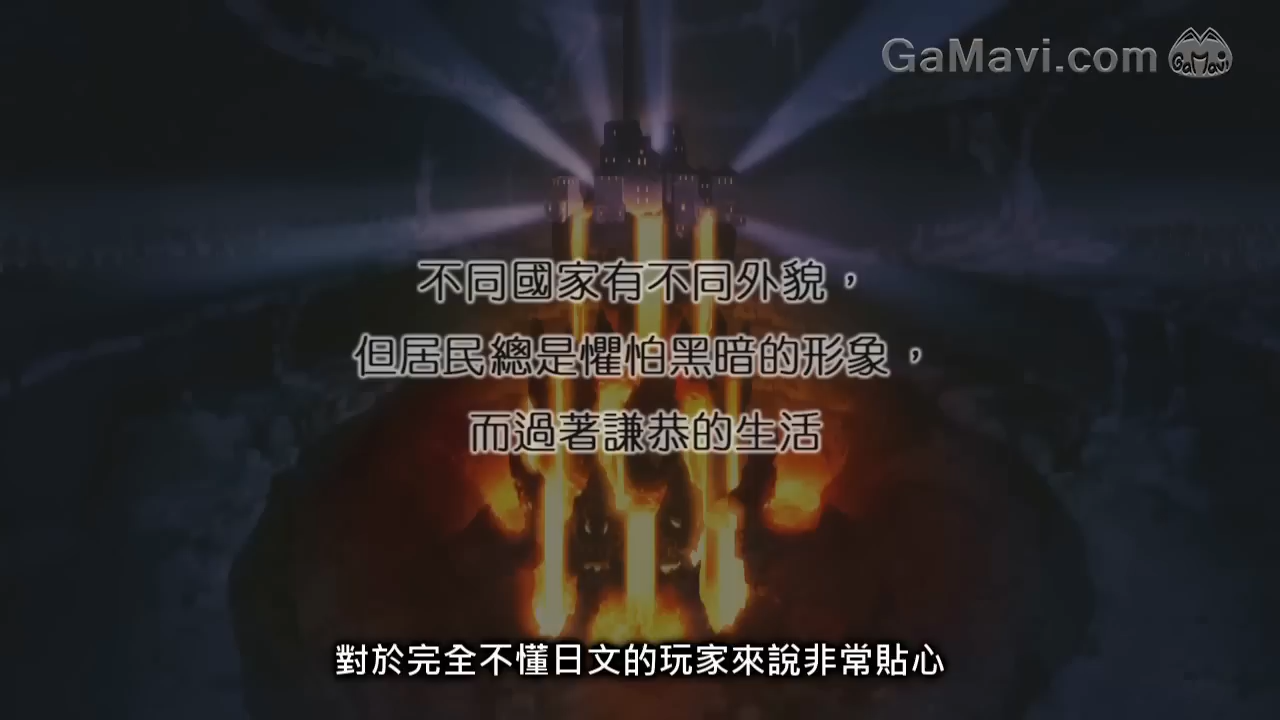 GaMavi.com GaMavi
不同國家有不同外貌，
但居民總是懼怕黑暗的形象，
而過著謙恭的生活
對於完全不懂日文的玩家來說非常貼心